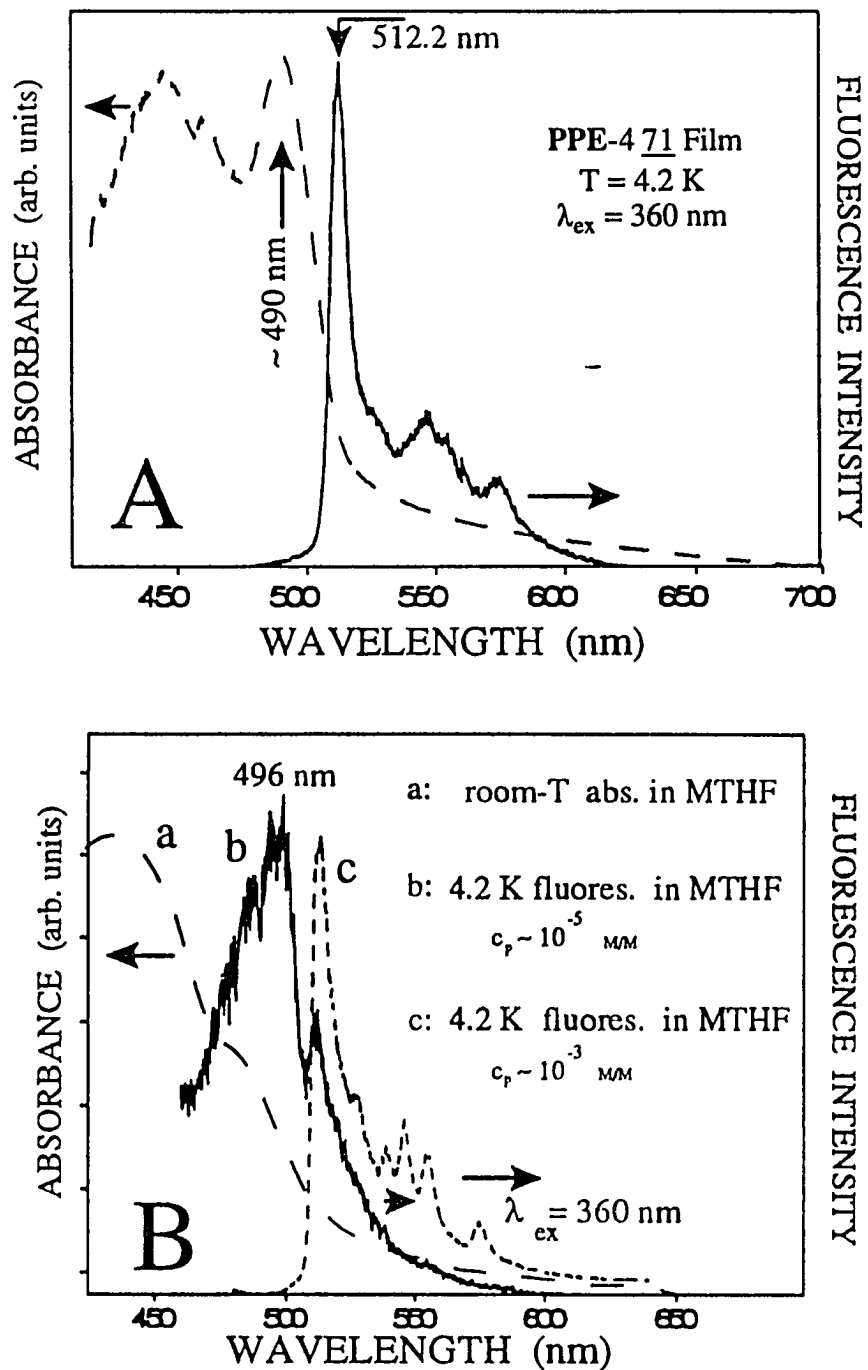 512.2 nm
PPE-4 71 Film
T = 4.2 K
λex = 360 nm
~ 490 nm
ABSORBANCE (arb. units)
FLUORESCENCE INTENSITY
A
450 500 550 600 650 700
WAVELENGTH (nm)
496 nm
a: room-T abs. in MTHF
b: 4.2 K fluores. in MTHF
cp ~ 10-5 M/M
c: 4.2 K fluores. in MTHF
cp ~ 10-3 M/M
a
b
c
λex = 360 nm
ABSORBANCE (arb. units)
FLUORESCENCE INTENSITY
B
450 500 550 600 650
WAVELENGTH (nm)